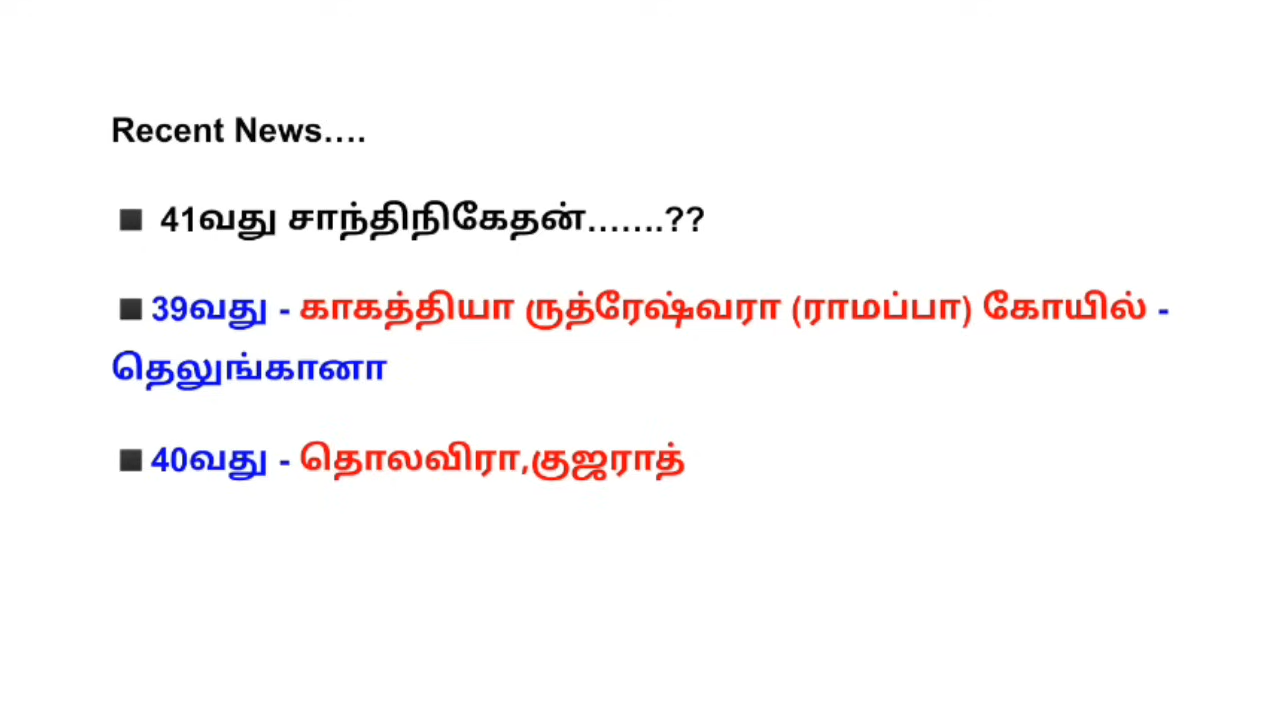 Recent News....
▪ 41வது சாந்திநிகேதன்.......??
▪39வது - காகத்தியா ருத்ரேஷ்வரா (ராமப்பா) கோயில் -
தெலுங்கானா
▪40வது - தொலவிரா,குஜராத்